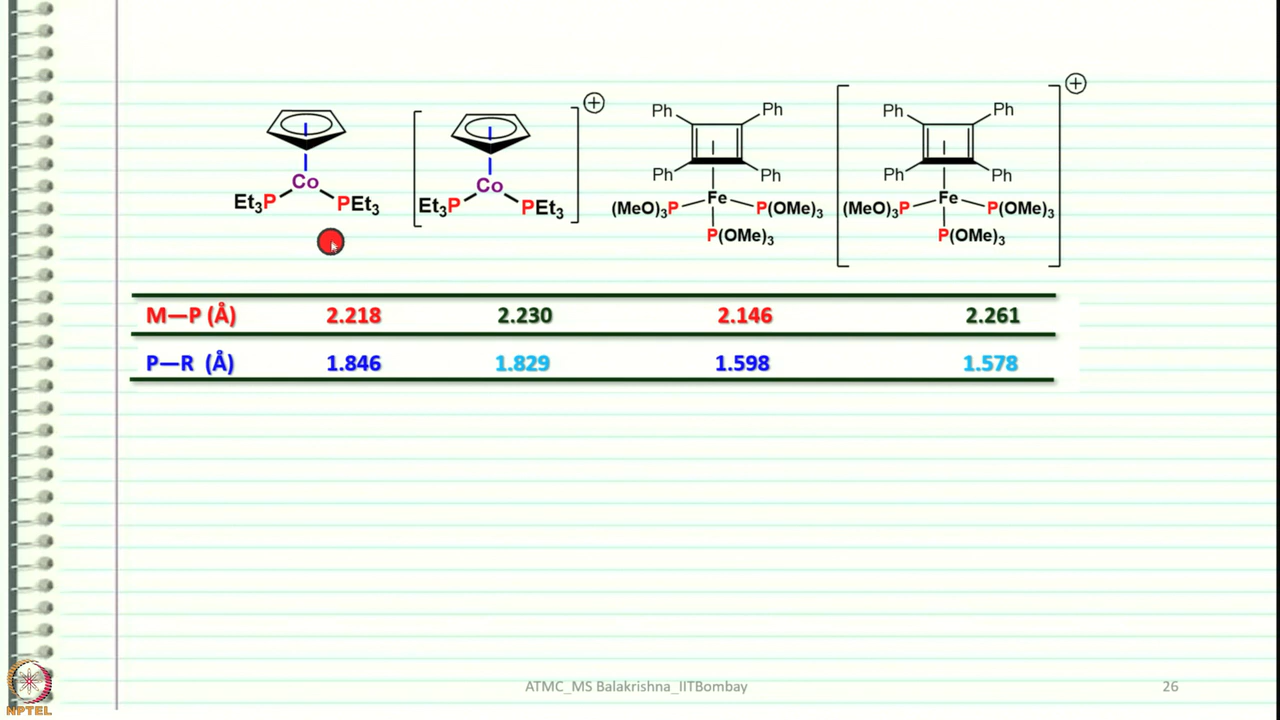 Ph Ph Ph Ph
Co Co
Ph Ph Ph Ph
Et₃P PEt₃ Et₃P PEt₃ (MeO)₃P Fe P(OMe)₃ (MeO)₃P Fe P(OMe)₃
P(OMe)₃ P(OMe)₃
M—P (Å) 2.218 2.230 2.146 2.261
P—R (Å) 1.846 1.829 1.598 1.578
ATMC_MS Balakrishna_IITBombay 26
NPTEL